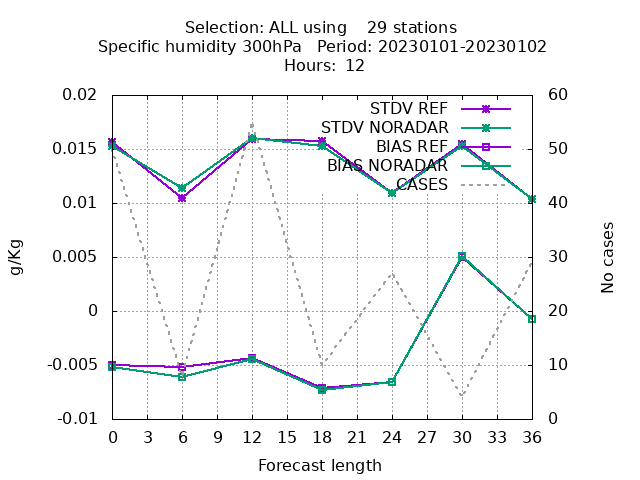 Selection: ALL using    29 stations
Specific humidity 300hPa   Period: 20230101-20230102
Hours: 12
0.02
0.015
0.01
0.005
0
-0.005
-0.01
g/Kg
STDV REF
STDV NORADAR
BIAS REF
BIAS NORADAR
CASES
60
50
40
30
20
10
0
No cases
0 3 6 9 12 15 18 21 24 27 30 33 36
Forecast length